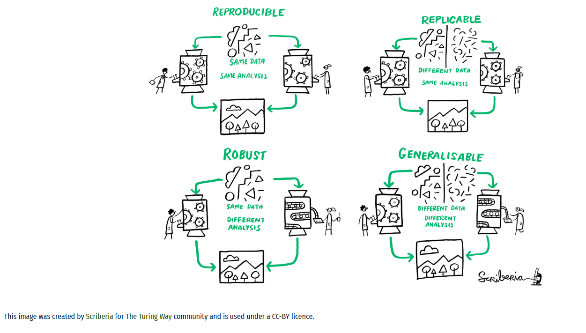 REPRODUCIBLE
SAME DATA
SAME ANALYSIS
REPLICABLE
DIFFERENT DATA
SAME ANALYSIS
ROBUST
SAME DATA
DIFFERENT
ANALYSIS
GENERALISABLE
DIFFERENT DATA
DIFFERENT
ANALYSIS
Scriberia
This image was created by Scriberia for The Turing Way community and is used under a CC-BY licence.